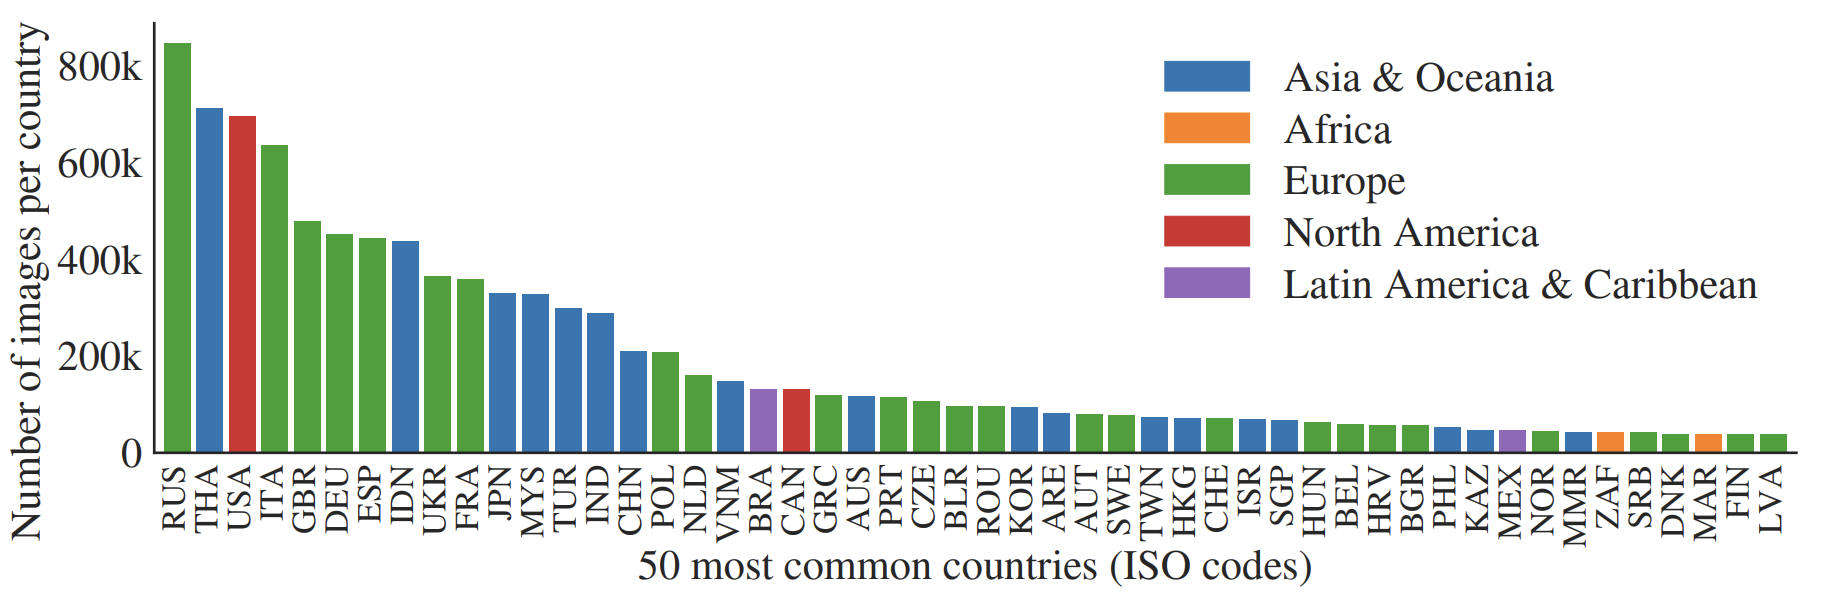 Number of images per country
800k
600k
400k
200k
0
Asia & Oceania
Africa
Europe
North America
Latin America & Caribbean
RUS
THA
USA
ITA
GBR
DEU
ESP
IDN
UKR
FRA
JPN
MYS
TUR
IND
CHN
POL
NLD
VNM
BRA
CAN
GRC
AUS
PRT
CZE
BLR
ROU
KOR
ARE
AUT
SWE
TWN
HKG
CHE
ISR
SGP
HUN
BEL
HRV
BGR
PHL
KAZ
MEX
NOR
MMR
ZAF
SRB
DNK
MAR
FIN
LVA
50 most common countries (ISO codes)